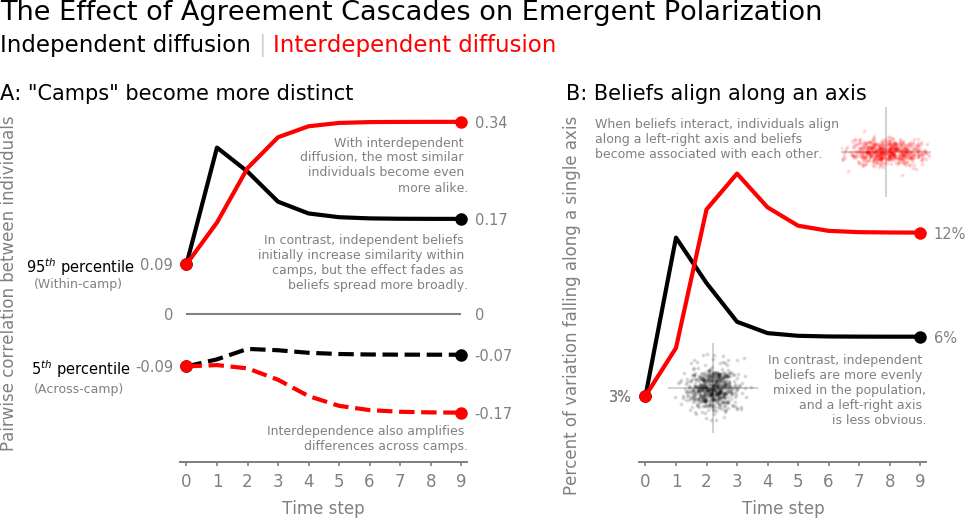 The Effect of Agreement Cascades on Emergent Polarization
Independent diffusion | Interdependent diffusion
A: "Camps" become more distinct
Pairwise correlation between individuals
0.34
With interdependent
diffusion, the most similar
individuals become even
more alike.
0.17
In contrast, independent beliefs
initially increase similarity within
camps, but the effect fades as
beliefs spread more broadly.
95th percentile 0.09
(Within-camp)
0 0
-0.07
5th percentile -0.09
(Across-camp)
-0.17
Interdependence also amplifies
differences across camps.
0 1 2 3 4 5 6 7 8 9
Time step
B: Beliefs align along an axis
Percent of variation falling along a single axis
When beliefs interact, individuals align
along a left-right axis and beliefs
become associated with each other.
12%
6%
In contrast, independent
beliefs are more evenly
mixed in the population,
and a left-right axis
is less obvious.
3%
0 1 2 3 4 5 6 7 8 9
Time step